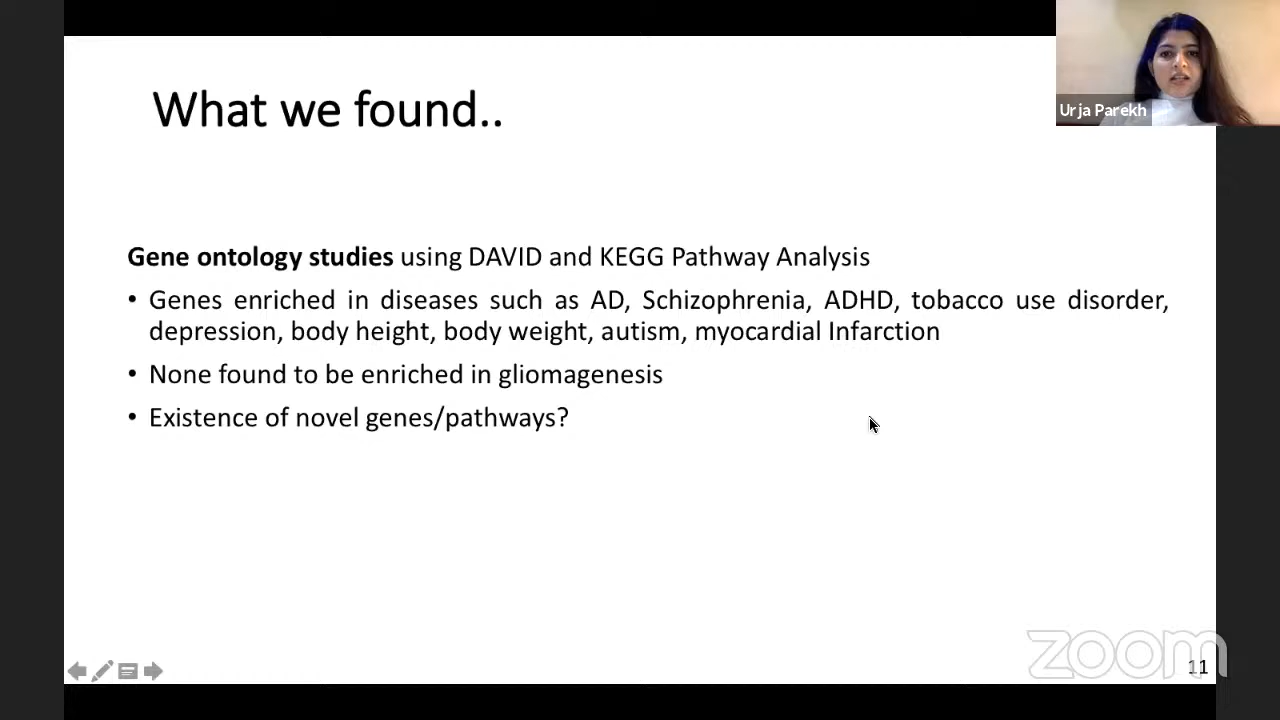 What we found..
Urja Parekh
Gene ontology studies using DAVID and KEGG Pathway Analysis
• Genes enriched in diseases such as AD, Schizophrenia, ADHD, tobacco use disorder,
depression, body height, body weight, autism, myocardial Infarction
• None found to be enriched in gliomagenesis
• Existence of novel genes/pathways?
zoom
11